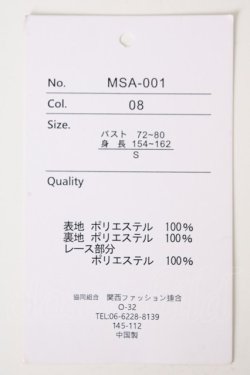 No. MSA-001
Col. 08
Size.
バスト 72~80
身 長 154~162
S
Quality
表地 ポリエステル 100%
裏地 ポリエステル 100%
レース部分
ポリエステル 100%
協同組合 関西ファッション連合
O-32
TEL:06-6228-8139
145-112
中国製